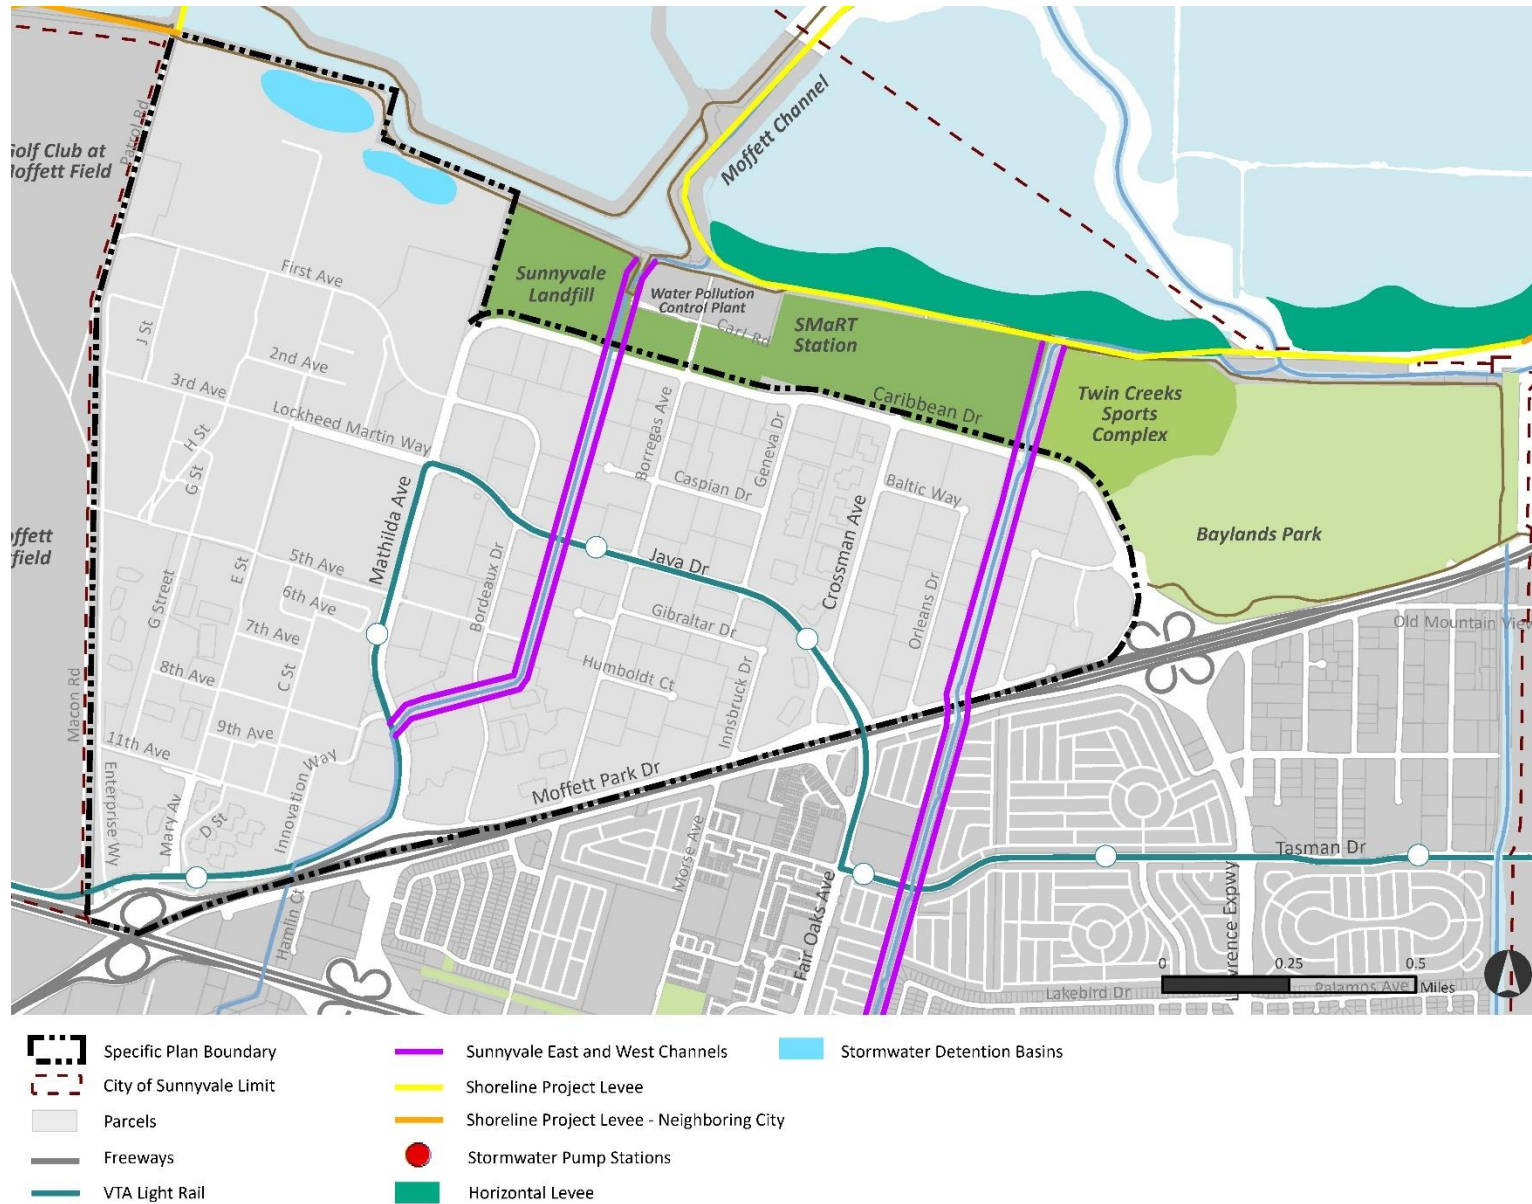 Moffett Channel
Patrol Rd
Golf Club at
Moffett Field
First Ave
Sunnyvale
Landfill
Water Pollution
Control Plant
Carl Rd
SMaRT
Station
J St
2nd Ave
3rd Ave
Lockheed Martin Way
Caribbean Dr
Twin Creeks
Sports
Complex
H St
G St
Mathilda Ave
Borregas Ave
Geneva Dr
Caspian Dr
Baltic Way
Crossman Ave
Baylands Park
offett
field
5th Ave
E St
6th Ave
G Street
7th Ave
C St
8th Ave
9th Ave
11th Ave
Bordeaux Dr
Java Dr
Gibraltar Dr
Humboldt Ct
Innsbruck Dr
Orleans Dr
Old Mountain View
Macon Rd
Enterprise Wy
Mary Av
D St
Innovation Way
Moffett Park Dr
Morse Ave
Fair Oaks Ave
Tasman Dr
Hamlin Ct
wrence Expwy
Lakebird Dr
Palamos Ave
0 0.25 0.5
Miles
Specific Plan Boundary
City of Sunnyvale Limit
Parcels
Freeways
VTA Light Rail
Sunnyvale East and West Channels
Shoreline Project Levee
Shoreline Project Levee - Neighboring City
Stormwater Pump Stations
Horizontal Levee
Stormwater Detention Basins